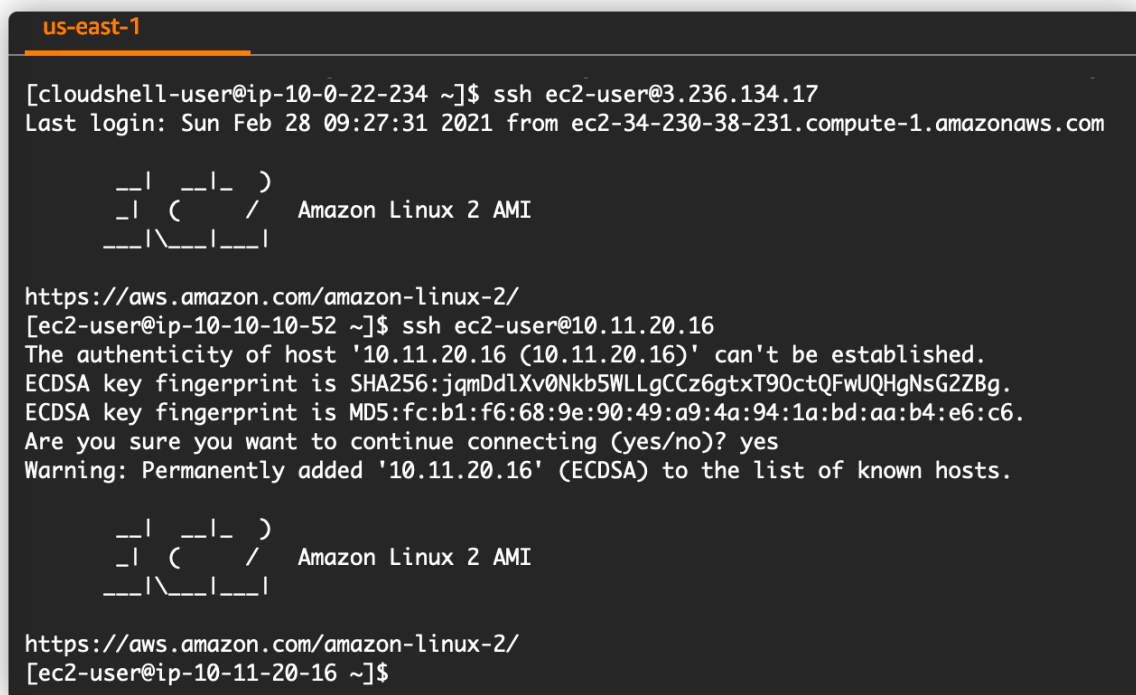 us-east-1
[cloudshell-user@ip-10-0-22-234 ~]$ ssh ec2-user@3.236.134.17
Last login: Sun Feb 28 09:27:31 2021 from ec2-34-230-38-231.compute-1.amazonaws.com
       __|  __|_  )
       _|  (     /   Amazon Linux 2 AMI
      ___|\___|___|
https://aws.amazon.com/amazon-linux-2/
[ec2-user@ip-10-10-10-52 ~]$ ssh ec2-user@10.11.20.16
The authenticity of host '10.11.20.16 (10.11.20.16)' can't be established.
ECDSA key fingerprint is SHA256:jqmDdlXv0Nkb5WLLgCCz6gtxT9OctQFwUQHgNsG2ZBg.
ECDSA key fingerprint is MD5:fc:b1:f6:68:9e:90:49:a9:4a:94:1a:bd:aa:b4:e6:c6.
Are you sure you want to continue connecting (yes/no)? yes
Warning: Permanently added '10.11.20.16' (ECDSA) to the list of known hosts.
       __|  __|_  )
       _|  (     /   Amazon Linux 2 AMI
      ___|\___|___|
https://aws.amazon.com/amazon-linux-2/
[ec2-user@ip-10-11-20-16 ~]$